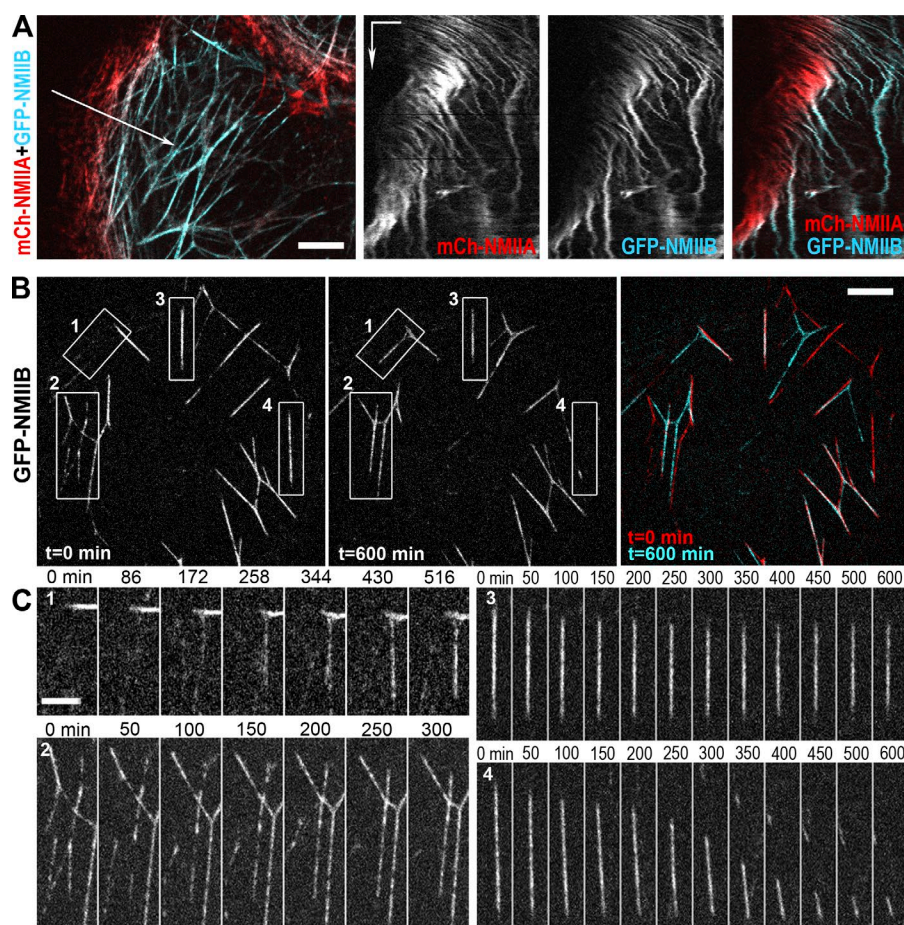 A
mCh-NMIIA+GFP-NMIIB
mCh-NMIIA
GFP-NMIIB
mCh-NMIIA
GFP-NMIIB
B
GFP-NMIIB
1
2
3
4
t=0 min
1
2
3
4
t=600 min
t=0 min
t=600 min
C
0 min 86 172 258 344 430 516
1
0 min 50 100 150 200 250 300
2
0 min 50 100 150 200 250 300 350 400 450 500 600
3
0 min 50 100 150 200 250 300 350 400 450 500 600
4